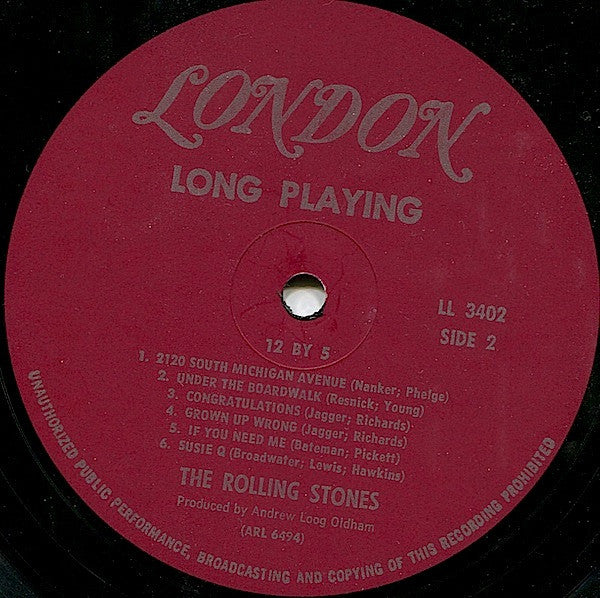 LONDON
LONG PLAYING
LL 3402
SIDE 2
12 BY 5
1. 2120 SOUTH MICHIGAN AVENUE (Nanker; Phelge)
2. UNDER THE BOARDWALK (Resnick; Young)
3. CONGRATULATIONS (Jagger; Richards)
4. GROWN UP WRONG (Jagger; Richards)
5. IF YOU NEED ME (Bateman; Pickett)
6. SUSIE Q (Broadwater; Lewis; Hawkins)
THE ROLLING STONES
Produced by Andrew Loog Oldham
(ARL 6494)
UNAUTHORIZED PUBLIC PERFORMANCE, BROADCASTING AND COPYING OF THIS RECORDING PROHIBITED